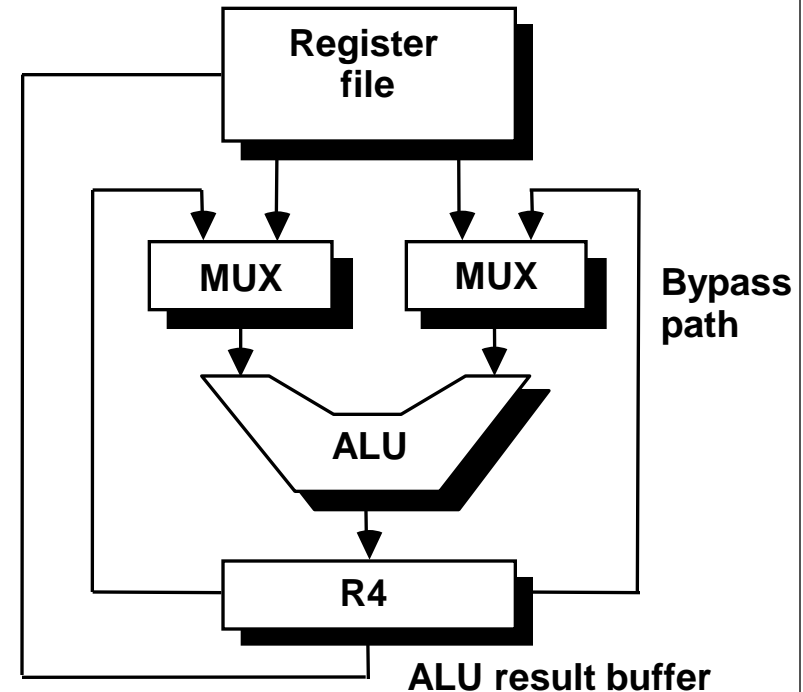 Register
file
MUX
MUX
Bypass
path
ALU
R4
ALU result buffer